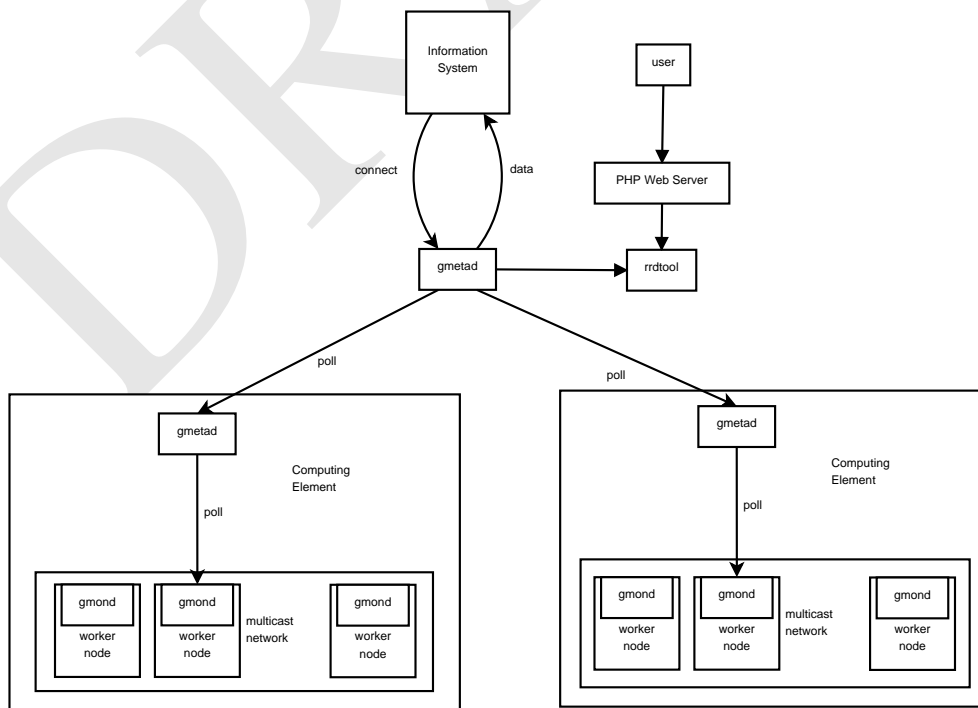 Information
System
user
connect
data
PHP Web Server
gmetad
rrdtool
poll
poll
gmetad
Computing
Element
poll
gmond
worker
node
gmond
worker
node
multicast
network
gmond
worker
node
gmetad
Computing
Element
poll
gmond
worker
node
gmond
worker
node
multicast
network
gmond
worker
node